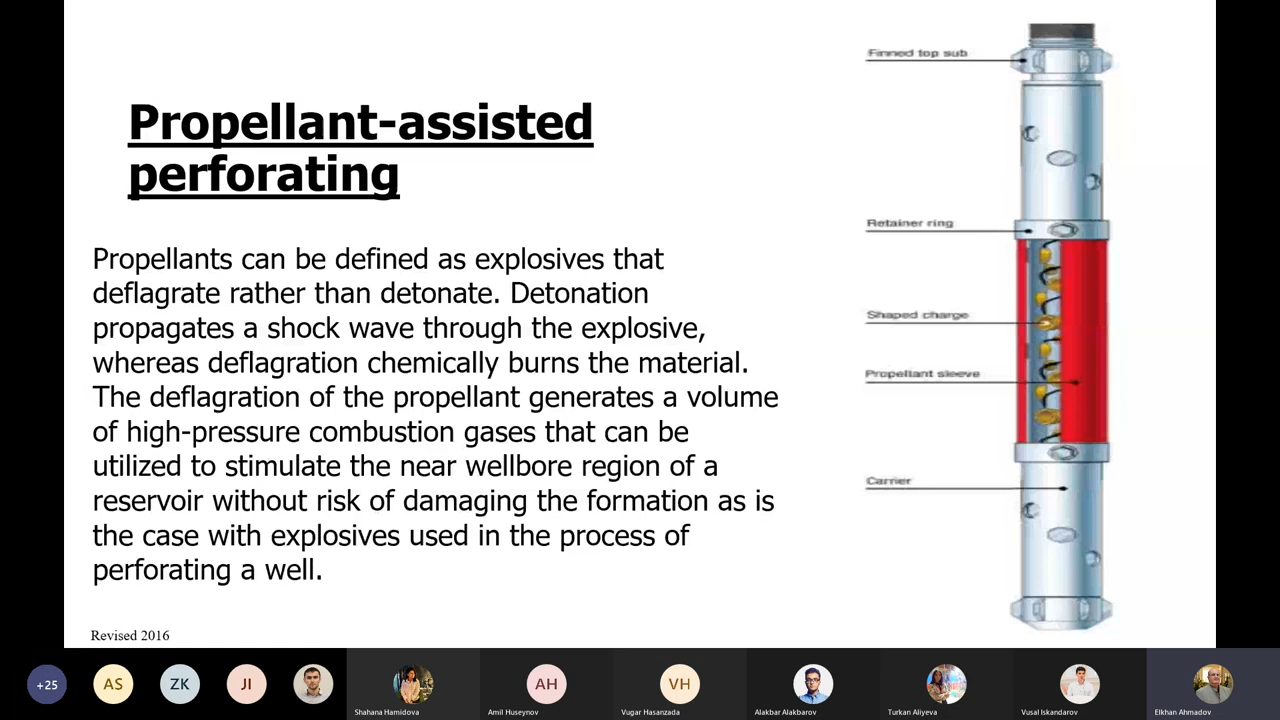 Propellant-assisted
perforating
Propellants can be defined as explosives that
deflagrate rather than detonate. Detonation
propagates a shock wave through the explosive,
whereas deflagration chemically burns the material.
The deflagration of the propellant generates a volume
of high-pressure combustion gases that can be
utilized to stimulate the near wellbore region of a
reservoir without risk of damaging the formation as is
the case with explosives used in the process of
perforating a well.
Revised 2016
Finned top sub
Retainer ring
Shaped charge
Propellant sleeve
Carrier
+25
AS
ZK
JI
Shahana Hamidova
AH
Amil Huseynov
VH
Vugar Hasanzada
Alakbar Alakbarov
Turkan Aliyeva
Vusal Iskandarov
Elkhan Ahmadov